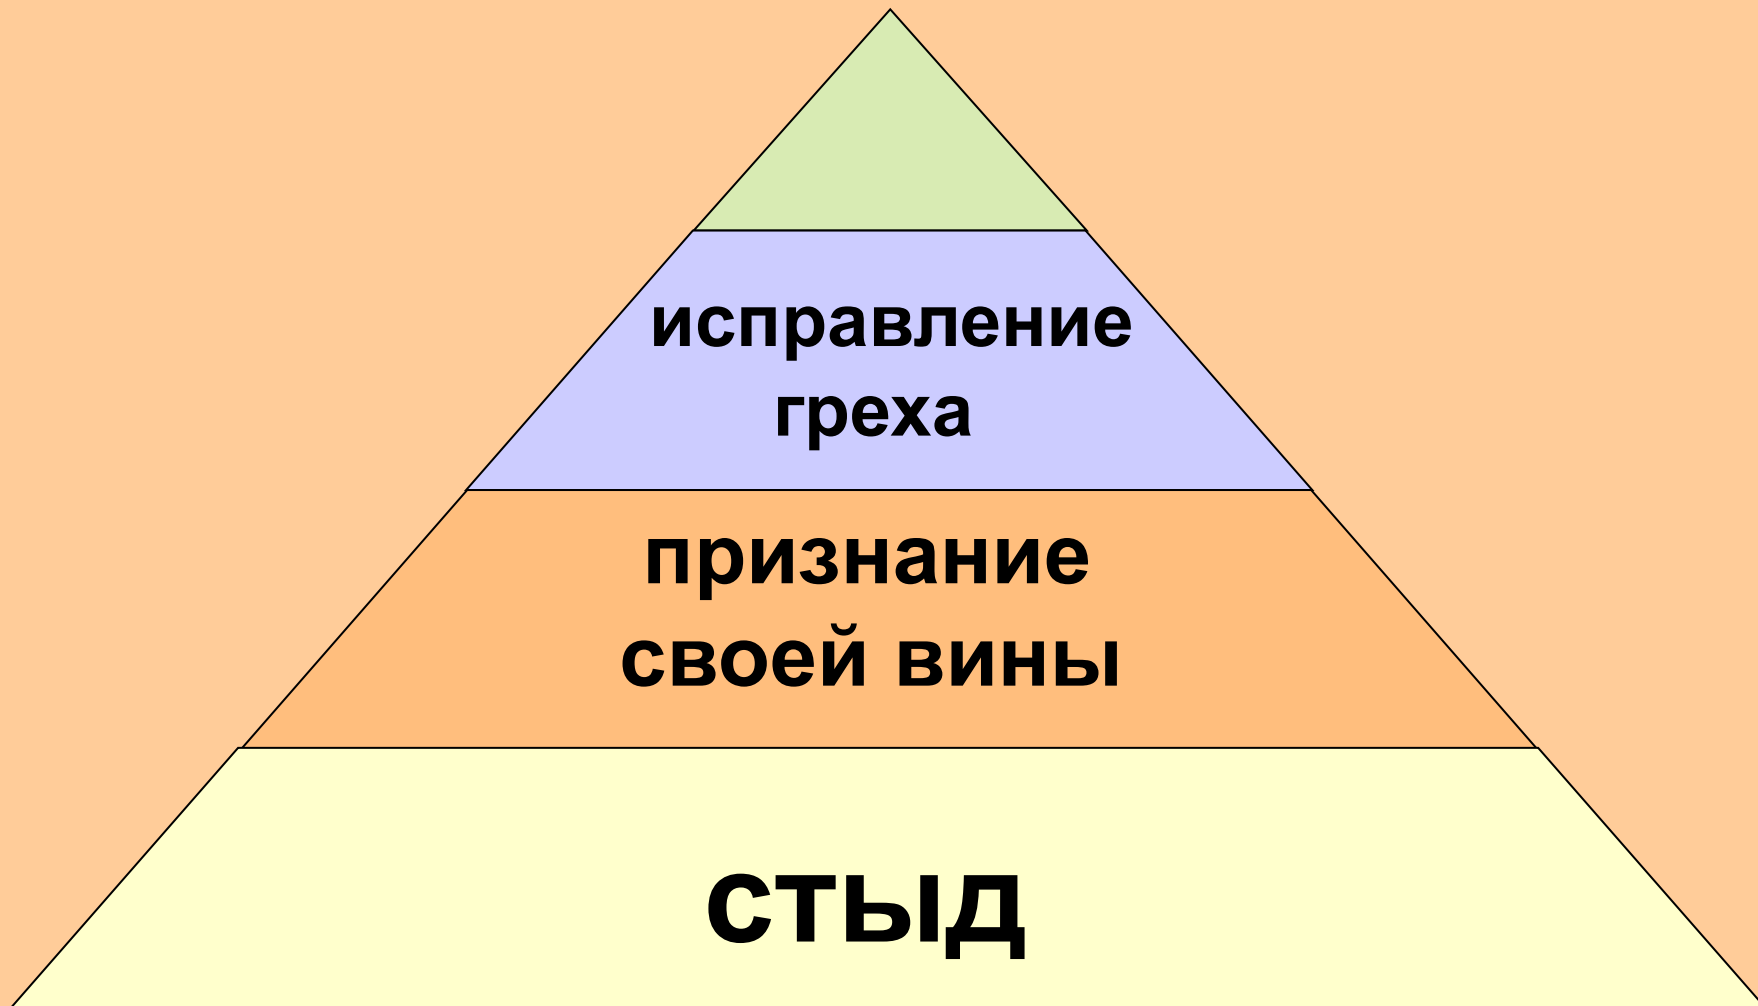 исправление
греха
признание
своей вины
стыд